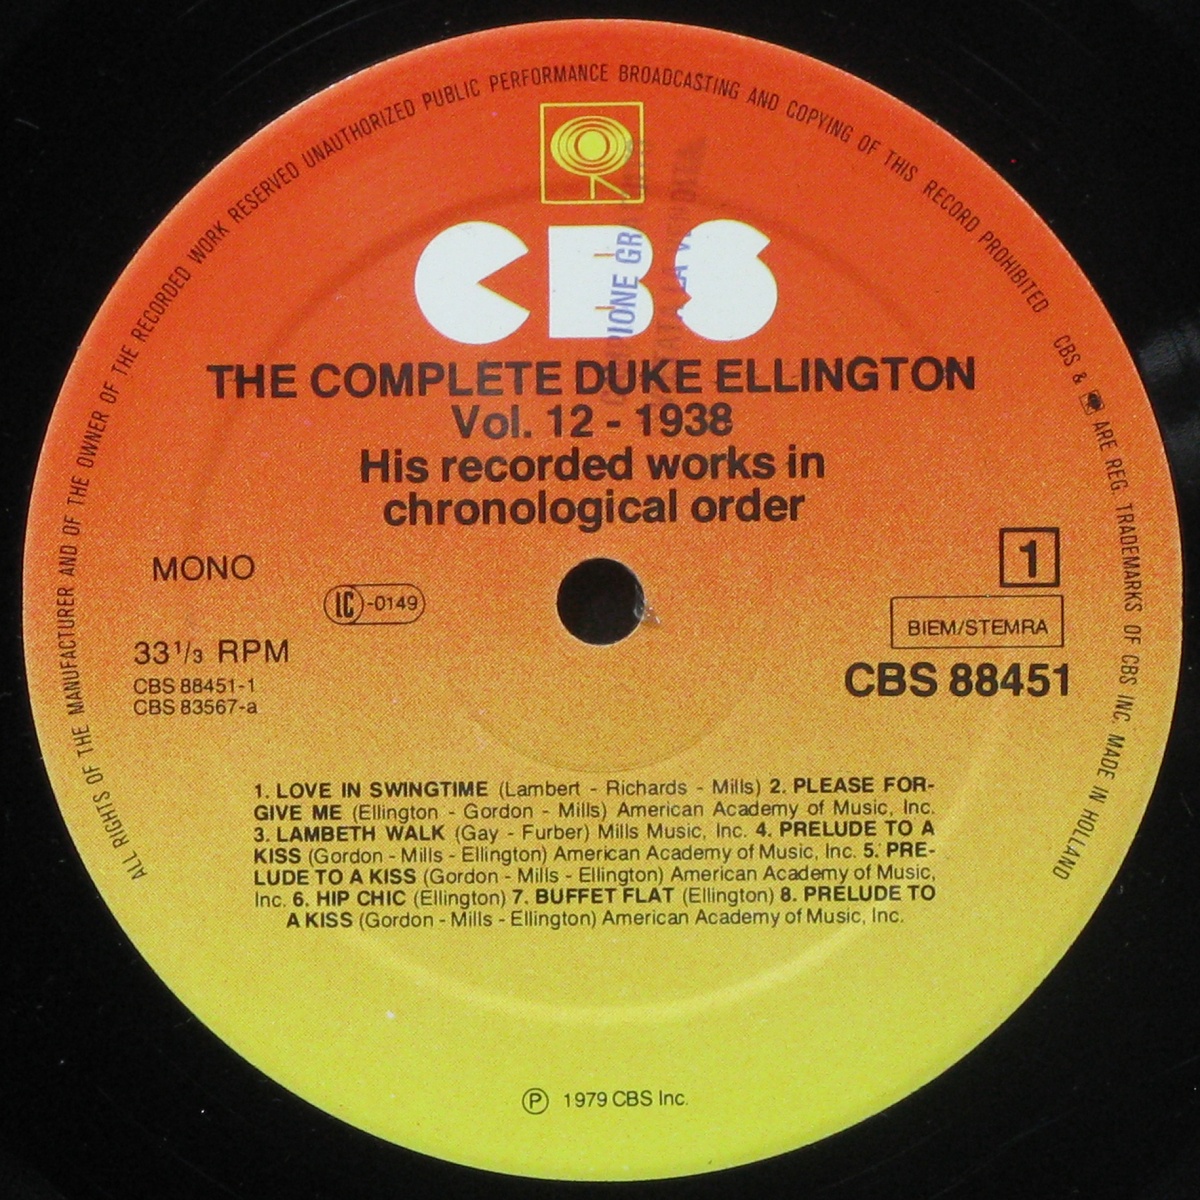 ALL RIGHTS OF THE MANUFACTURER AND OF THE OWNER OF THE RECORDED WORK RESERVED UNAUTHORIZED PUBLIC PERFORMANCE BROADCASTING AND COPYING OF THIS RECORD PROHIBITED CBS & ARE REG. TRADEMARKS OF CBS INC. MADE IN HOLLAND
CBS
THE COMPLETE DUKE ELLINGTON
Vol. 12 - 1938
His recorded works in
chronological order
MONO
1
LC -0149
BIEM/STEMRA
33 1/3 RPM
CBS 88451
CBS 88451-1
CBS 83567-a
1. LOVE IN SWINGTIME (Lambert - Richards - Mills) 2. PLEASE FOR-
GIVE ME (Ellington - Gordon - Mills) American Academy of Music, Inc.
3. LAMBETH WALK (Gay - Furber) Mills Music, Inc. 4. PRELUDE TO A
KISS (Gordon - Mills - Ellington) American Academy of Music, Inc. 5. PRE-
LUDE TO A KISS (Gordon - Mills - Ellington) American Academy of Music,
Inc. 6. HIP CHIC (Ellington) 7. BUFFET FLAT (Ellington) 8. PRELUDE TO
A KISS (Gordon - Mills - Ellington) American Academy of Music, Inc.
Ⓟ 1979 CBS Inc.